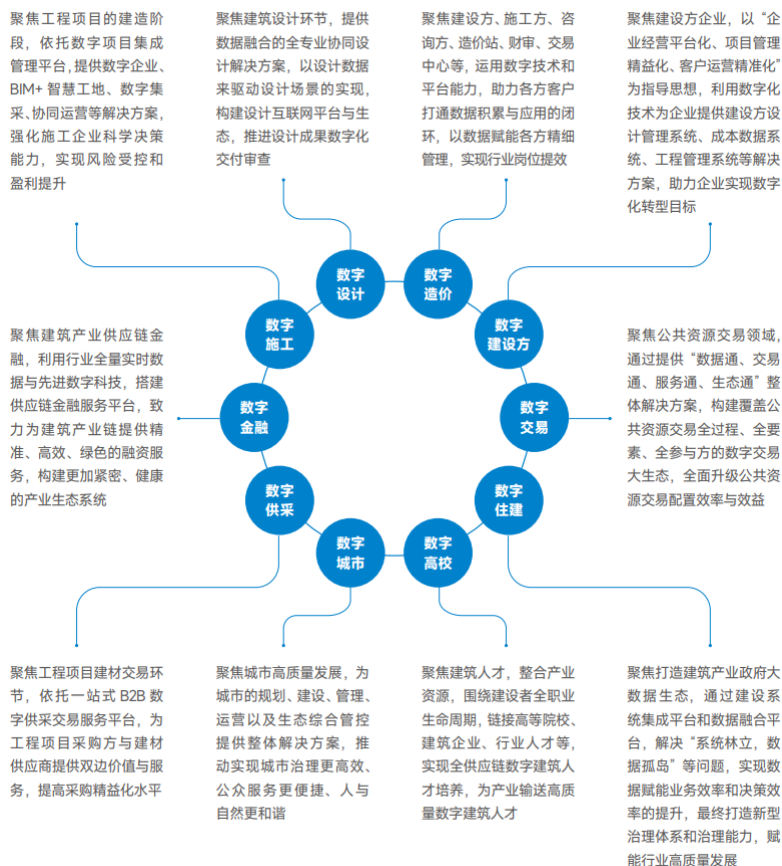 聚焦工程项目的建造阶
段，依托数字项目集成
管理平台,提供数字企业、
BIM+ 智慧工地、数字集
采、协同运营等解决方案，
强化施工企业科学决策
能力，实现风险受控和
盈利提升
聚焦建筑设计环节，提供
数据融合的全专业协同设
计解决方案，以设计数据
来驱动设计场景的实现，
构建设计互联网平台与生
态，推进设计成果数字化
交付审查
聚焦建设方、施工方、咨
询方、造价站、财审、交易
中心等，运用数字技术和
平台能力，助力各方客户
打通数据积累与应用的闭
环，以数据赋能各方精细
管理，实现行业岗位提效
聚焦建设方企业，以“企
业经营平台化、项目管理
精益化、客户运营精准化”
为指导思想，利用数字化
技术为企业提供建设方设
计管理系统、成本数据系
统、工程管理系统等解决
方案，助力企业实现数字
化转型目标
数字
设计
数字
造价
数字
施工
数字
建设方
聚焦建筑产业供应链金
融，利用行业全量实时数
据与先进数字科技，搭建
供应链金融服务平台，致
力为建筑产业链提供精
准、高效、绿色的融资服
务，构建更加紧密、健康
的产业生态系统
数字
金融
数字
交易
聚焦公共资源交易领域，
通过提供“数据通、交易
通、服务通、生态通”整
体解决方案，构建覆盖公
共资源交易全过程、全要
素、全参与方的数字交易
大生态，全面升级公共资
源交易配置效率与效益
数字
供采
数字
住建
数字
城市
数字
高校
聚焦工程项目建材交易环
节，依托一站式 B2B 数
字供采交易服务平台，为
工程项目采购方与建材
供应商提供双边价值与服
务，提高采购精益化水平
聚焦城市高质量发展，为
城市的规划、建设、管理、
运营以及生态综合管控
提供整体解决方案，推
动实现城市治理更高效、
公众服务更便捷、人与
自然更和谐
聚焦建筑人才，整合产业
资源，围绕建设者全职业
生命周期，链接高等院校、
建筑企业、行业人才等，
实现全供应链数字建筑人
才培养，为产业输送高质
量数字建筑人才
聚焦打造建筑产业政府大
数据生态，通过建设系
统集成平台和数据融合平
台，解决“系统林立，数
据孤岛”等问题，实现数
据赋能业务效率和决策效
率的提升，最终打造新型
治理体系和治理能力，赋
能行业高质量发展